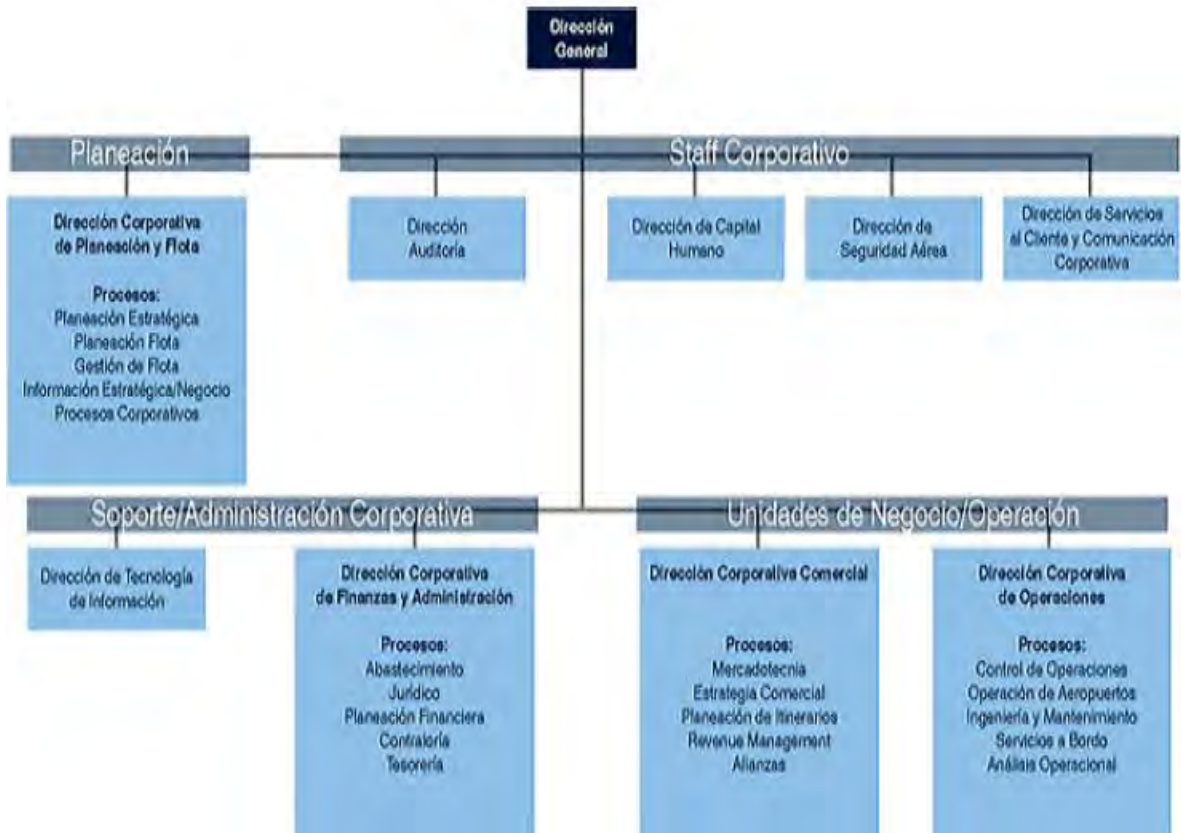 Dirección
General
Planeación
Staff Corporativo
Dirección Corporativa
de Planeación y Flota
Procesos:
Planeación Estratégica
Planeación Flota
Gestión de Flota
Información Estratégica/Negocio
Procesos Corporativos
Dirección
Auditoría
Dirección de Capital
Humano
Dirección de
Seguridad Aérea
Dirección de Servicios
al Cliente y Comunicación
Corporativa
Soporte/Administración Corporativa
Unidades de Negocio/Operación
Dirección de Tecnología
de Información
Dirección Corporativa
de Finanzas y Administración
Procesos:
Abastecimiento
Jurídico
Planeación Financiera
Contraloría
Tesorería
Dirección Corporativa Comercial
Procesos:
Mercadotecnia
Estrategia Comercial
Planeación de Itinerarios
Revenue Management
Alianzas
Dirección Corporativa
de Operaciones
Procesos:
Control de Operaciones
Operación de Aeropuertos
Ingeniería y Mantenimiento
Servicios a Bordo
Análisis Operacional